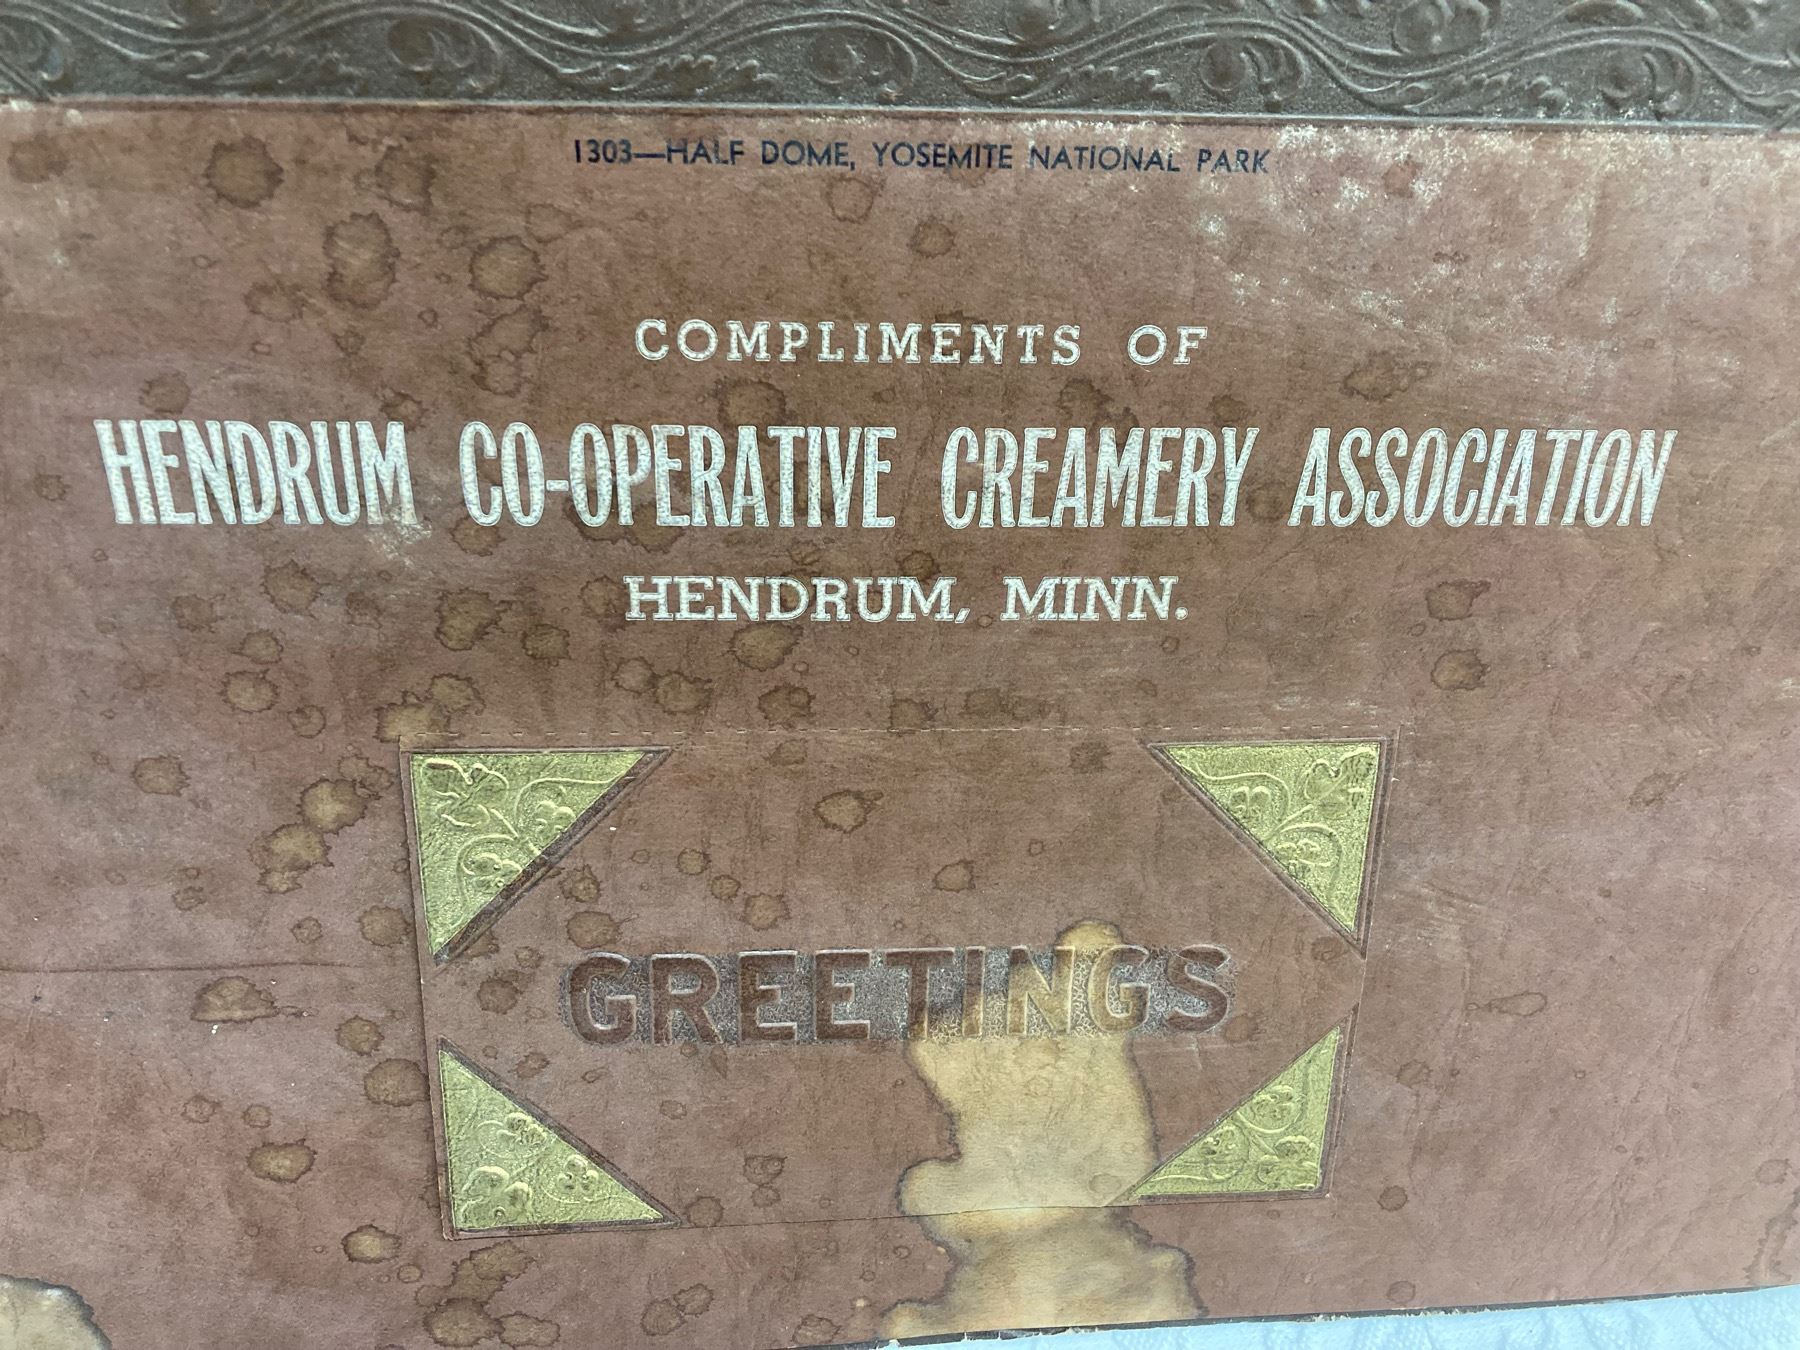 1303—HALF DOME, YOSEMITE NATIONAL PARK
COMPLIMENTS OF
HENDRUM CO-OPERATIVE CREAMERY ASSOCIATION
HENDRUM, MINN.
GREETINGS